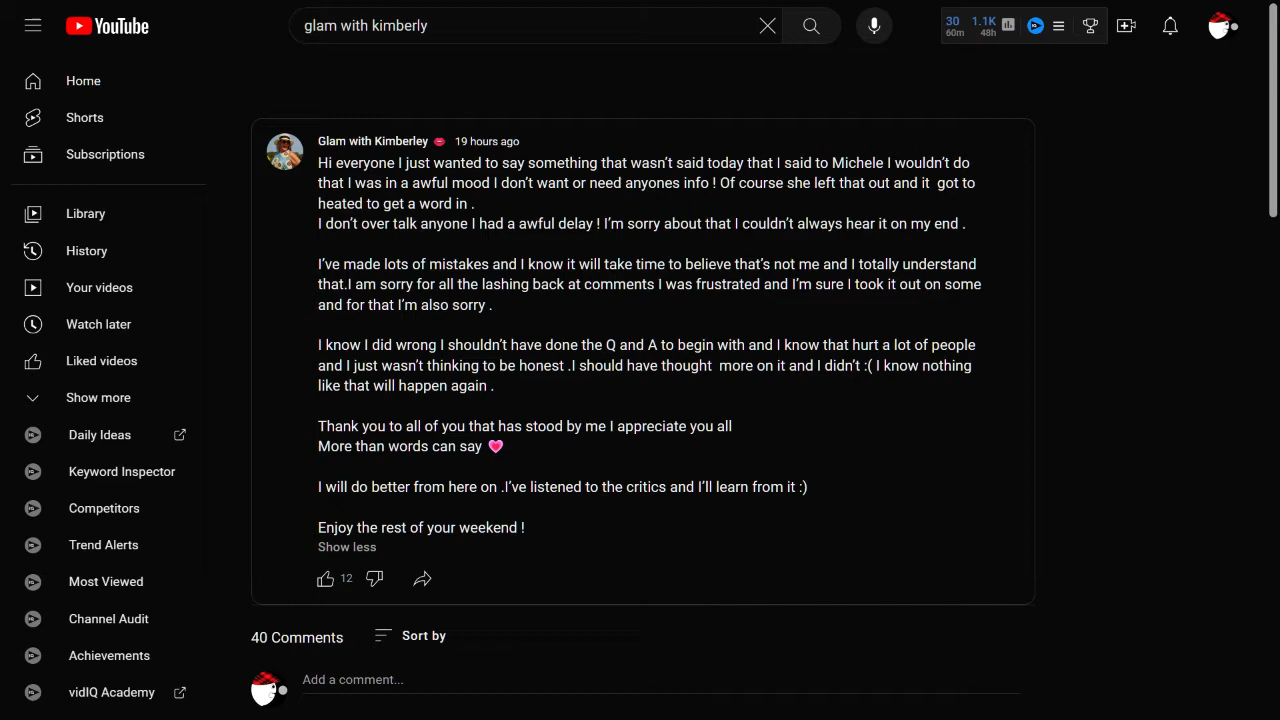 YouTube
glam with kimberly
30 1.1K
60m 48h
Home
Shorts
Subscriptions
Library
History
Your videos
Watch later
Liked videos
Show more
Daily Ideas
Keyword Inspector
Competitors
Trend Alerts
Most Viewed
Channel Audit
Achievements
vidIQ Academy
Glam with Kimberley 💋 19 hours ago
Hi everyone I just wanted to say something that wasn't said today that I said to Michele I wouldn't do
that I was in a awful mood I don't want or need anyones info ! Of course she left that out and it  got to
heated to get a word in .
I don't over talk anyone I had a awful delay ! I'm sorry about that I couldn't always hear it on my end .
I've made lots of mistakes and I know it will take time to believe that's not me and I totally understand
that.I am sorry for all the lashing back at comments I was frustrated and I'm sure I took it out on some
and for that I'm also sorry .
I know I did wrong I shouldn't have done the Q and A to begin with and I know that hurt a lot of people
and I just wasn't thinking to be honest .I should have thought  more on it and I didn't :( I know nothing
like that will happen again .
Thank you to all of you that has stood by me I appreciate you all
More than words can say 💗
I will do better from here on .I've listened to the critics and I'll learn from it :)
Enjoy the rest of your weekend !
Show less
12
40 Comments Sort by
Add a comment...